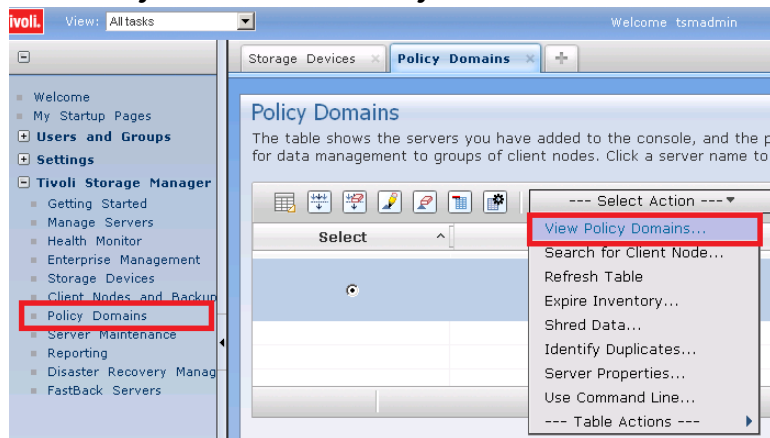 Tivoli. View: All tasks Welcome tsmadmin
Storage Devices Policy Domains
Welcome
My Startup Pages
Users and Groups
Settings
Tivoli Storage Manager
Getting Started
Manage Servers
Health Monitor
Enterprise Management
Storage Devices
Client Nodes and Backup
Policy Domains
Server Maintenance
Reporting
Disaster Recovery Manag
FastBack Servers
Policy Domains
The table shows the servers you have added to the console, and the p
for data management to groups of client nodes. Click a server name to
--- Select Action ---
Select ^
View Policy Domains...
Search for Client Node...
Refresh Table
Expire Inventory...
Shred Data...
Identify Duplicates...
Server Properties...
Use Command Line...
--- Table Actions ---